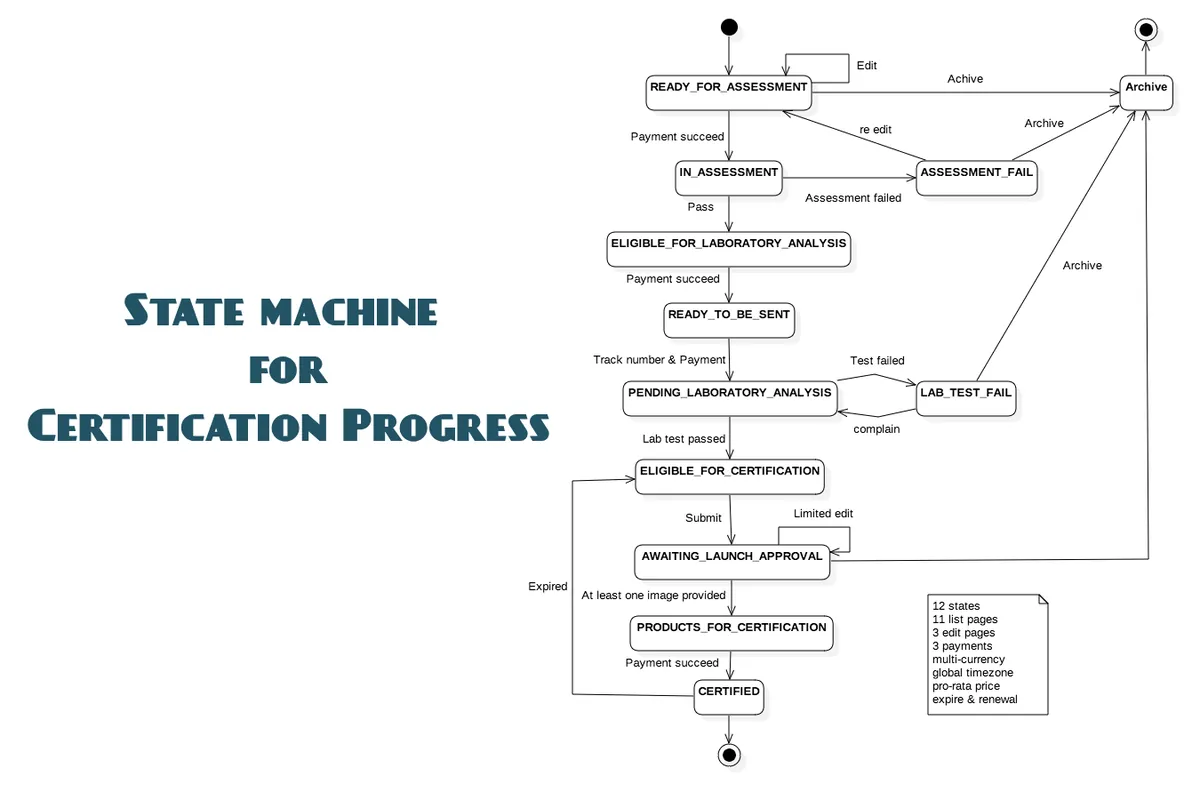 State machine
for
Certification Progress
Edit
READY_FOR_ASSESSMENT
Achive
Archive
Payment succeed
re edit
Archive
IN_ASSESSMENT
ASSESSMENT_FAIL
Assessment failed
Pass
ELIGIBLE_FOR_LABORATORY_ANALYSIS
Archive
Payment succeed
READY_TO_BE_SENT
Track number & Payment
Test failed
PENDING_LABORATORY_ANALYSIS
LAB_TEST_FAIL
complain
Lab test passed
ELIGIBLE_FOR_CERTIFICATION
Submit
Limited edit
AWAITING_LAUNCH_APPROVAL
Expired
At least one image provided
PRODUCTS_FOR_CERTIFICATION
Payment succeed
CERTIFIED
12 states
11 list pages
3 edit pages
3 payments
multi-currency
global timezone
pro-rata price
expire & renewal